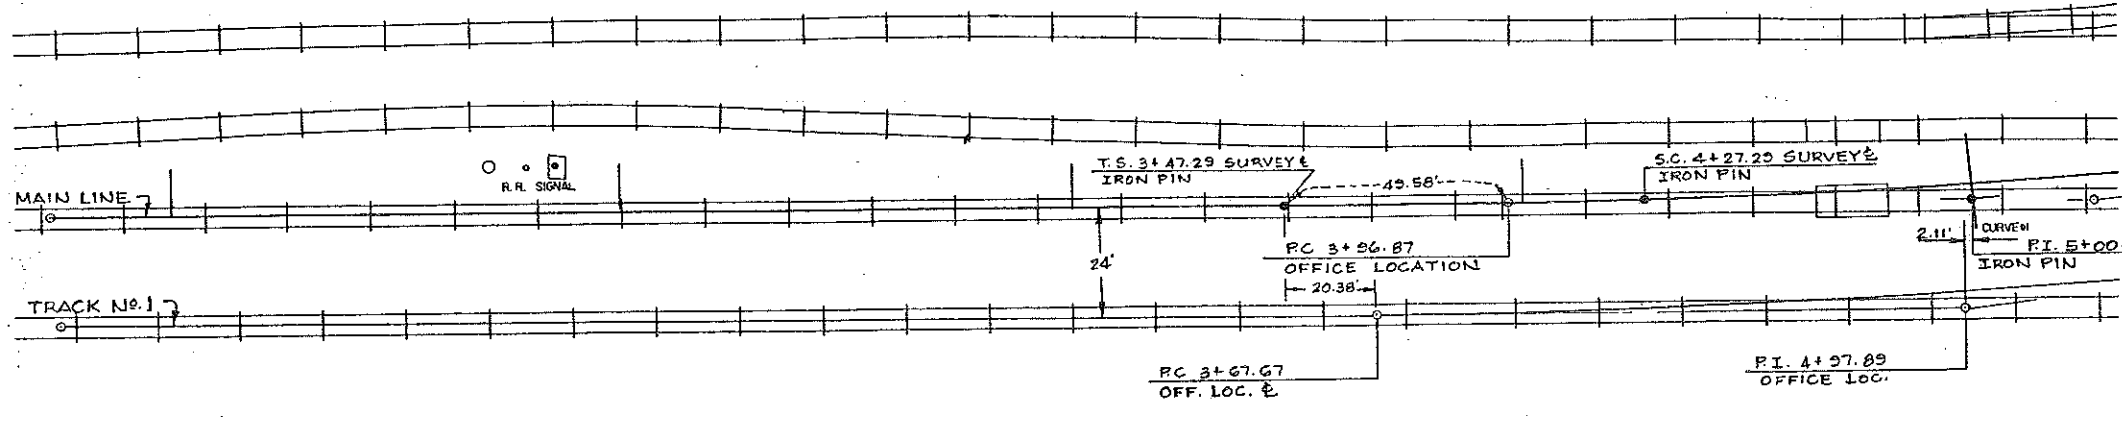 T.S. 3+47.29 SURVEY ℄
IRON PIN
S.C. 4+27.29 SURVEY ℄
IRON PIN
R.R. SIGNAL
49.58'
MAIN LINE
2.11'
CURVE #1
P.C 3+96.87
OFFICE LOCATION
P.I. 5+00
IRON PIN
24'
20.38'
TRACK No.1
P.I. 4+97.89
OFFICE LOC.
P.C 3+67.67
OFF. LOC. ℄